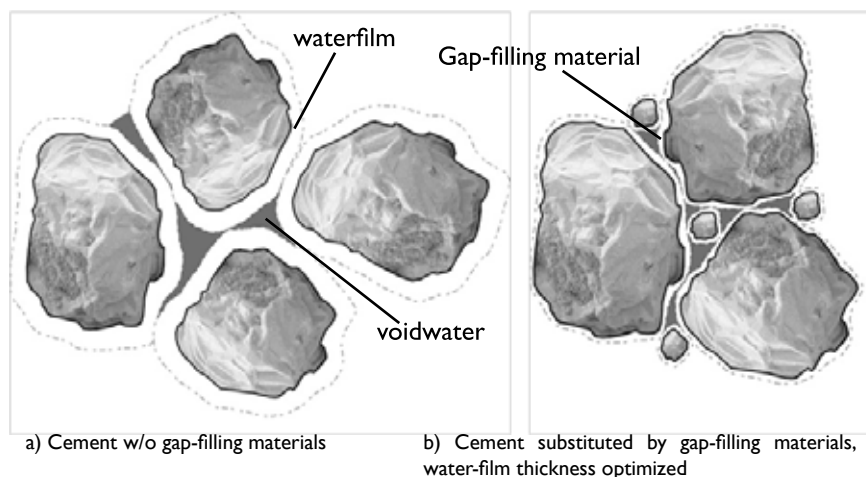 waterfilm
Gap-filling material
voidwater
a) Cement w/o gap-filling materials
b) Cement substituted by gap-filling materials,
water-film thickness optimized